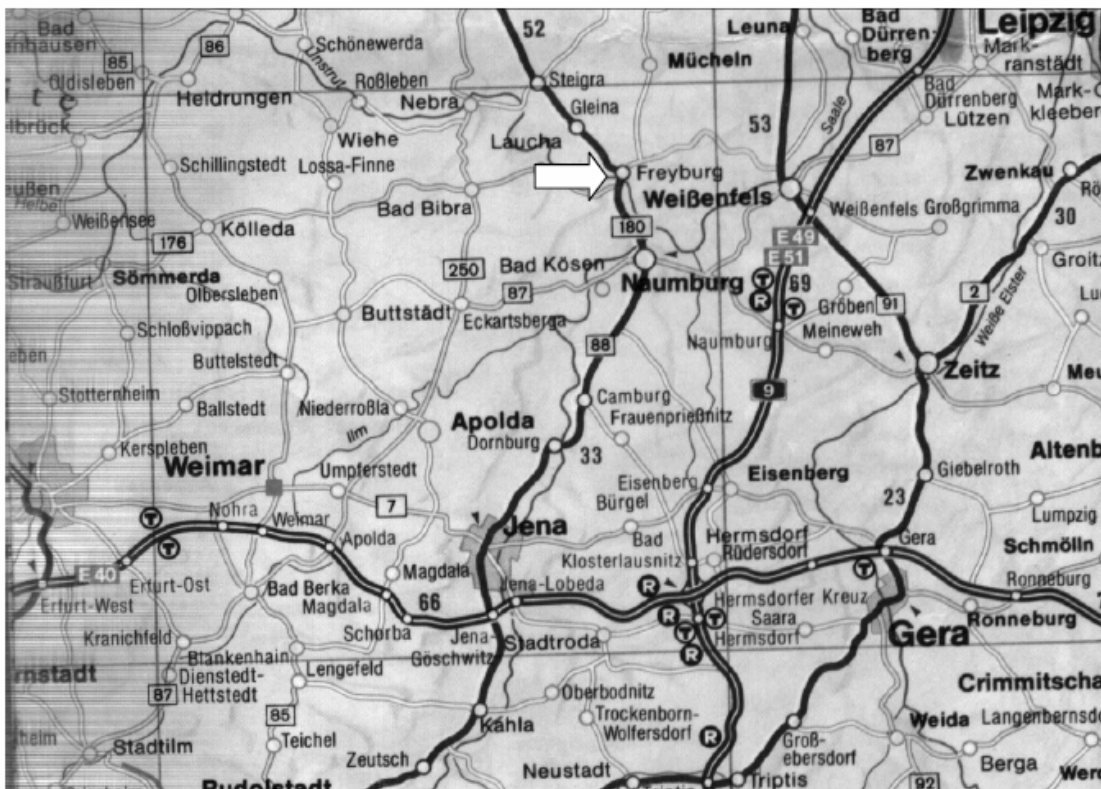 Bad
86
52
Leuna
Bad
Dürren-
berg
Leipzig
Mark-
ranstädt
Schönewerda
85
Oldisleben
Unstrut
Mücheln
Steigra
Roßleben
Heldrungen
Nebra
Gleina
Saale
Bad
Dürrenberg
Lützen
Wiehe
Laucha
53
87
Schillingstedt
Lossa-Finne
Freyburg
Zwenkau
Helbe
Weißensee
Bad Bibra
Weißenfels
Weißenfels
Großgrimma
30
Kölleda
180
E 49
176
Straußfurt
Sömmerda
250
Bad Kösen
E 51
Naumburg
69
T
R
T
Olbersleben
87
Gröben
91
2
Weiße Elster
Schloßvippach
Buttstädt
Eckartsberga
88
Naumburg
Meineweh
Buttelstedt
Zeitz
9
Stotternheim
Ballstedt
Niederroßla
Camburg
Frauenprießnitz
Ilm
Apolda
Dornburg
33
Kerspleben
Weimar
Umpferstedt
Eisenberg
Bürgel
Eisenberg
Giebelroth
23
7
T
T
Nohra
Weimar
Apolda
Jena
Bad
Klosterlausnitz
Hermsdorf
Rüdersdorf
Gera
Lumpzig
Schmölln
E 40
Erfurt-Ost
Erfurt-West
Bad Berka
Magdala
Magdala
66
Jena-Lobeda
R
Hermsdorfer Kreuz
T
Ronneburg
Ronneburg
Kranichfeld
Schorba
Jena-
Göschwitz
Stadtroda
R
T
R
Hermsdorf
Saara
Gera
Blankenhain
Dienstedt-
Hettstedt
Lengefeld
87
85
Oberbodnitz
Kahla
Trockenborn-
Wolfersdorf
R
Groß-
ebersdorf
Weida
Stadtilm
Teichel
Zeutsch
Neustadt
Triptis
Berga
92
Rudolstadt
Triptis